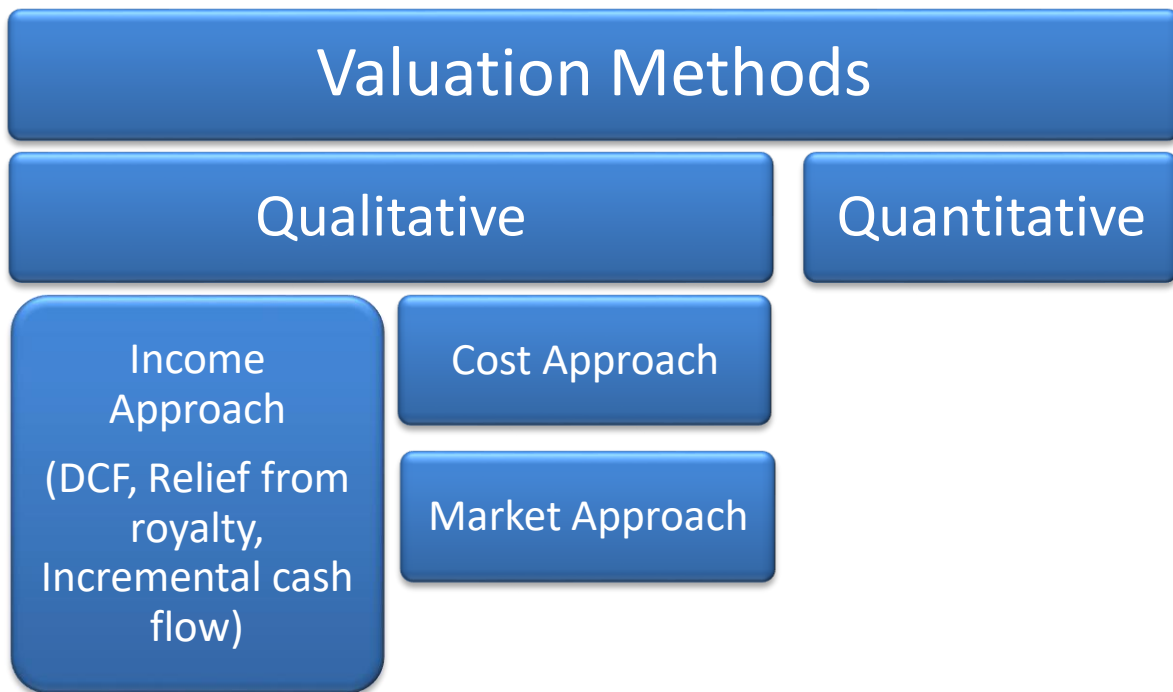 Valuation Methods
Qualitative
Quantitative
Income
Approach
(DCF, Relief from
royalty,
Incremental cash
flow)
Cost Approach
Market Approach